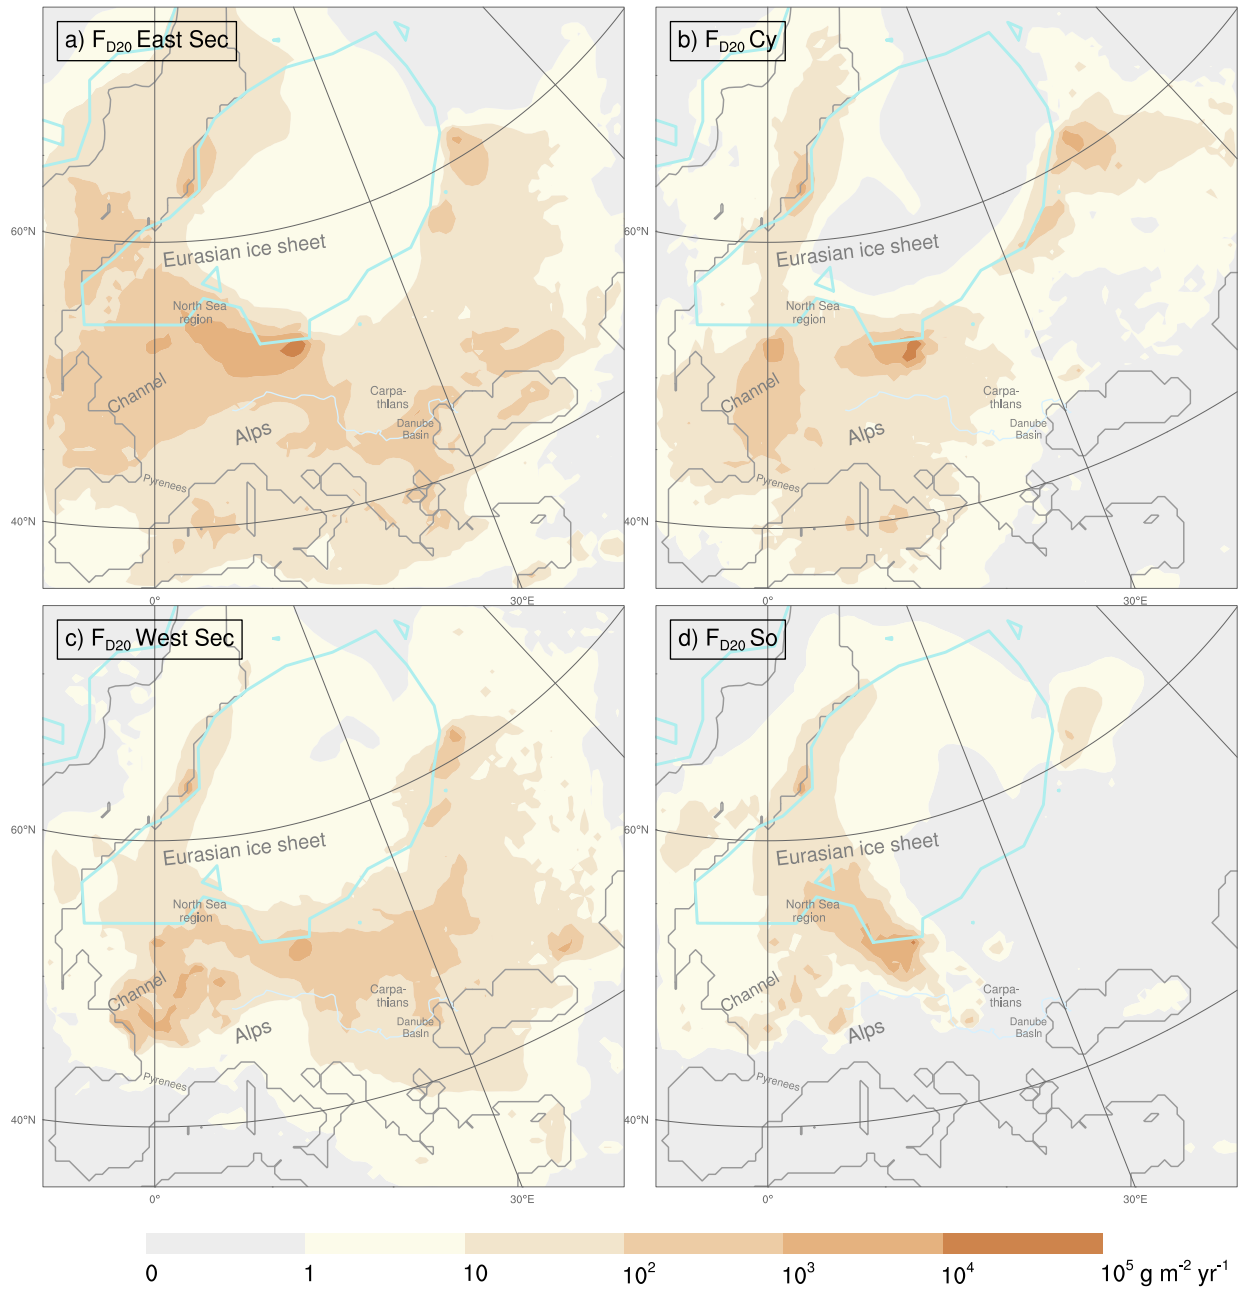 a) F_D20 East Sec
b) F_D20 Cy
60°N
Eurasian ice sheet
North Sea
region
Channel
Carpa-
thians
Alps
Danube
Basin
Pyrenees
40°N
0°
30°E
60°N
Eurasian ice sheet
North Sea
region
Channel
Carpa-
thians
Alps
Danube
Basin
Pyrenees
40°N
0°
30°E
c) F_D20 West Sec
d) F_D20 So
60°N
Eurasian ice sheet
North Sea
region
Channel
Carpa-
thians
Alps
Danube
Basin
Pyrenees
40°N
0°
30°E
60°N
Eurasian ice sheet
North Sea
region
Channel
Carpa-
thians
Alps
Danube
Basin
Pyrenees
40°N
0°
30°E
0 1 10 10² 10³ 10⁴ 10⁵ g m⁻² yr⁻¹